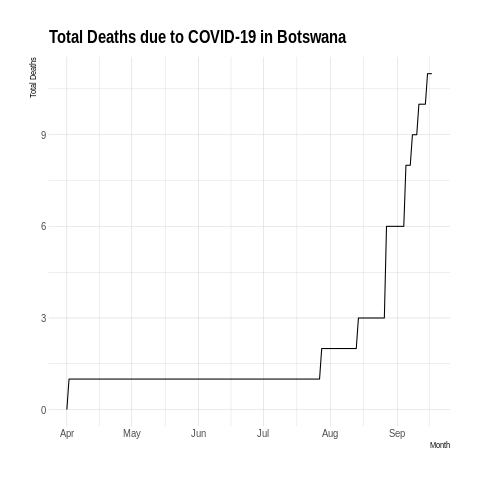 Total Deaths due to COVID-19 in Botswana
Total Deaths
9
6
3
0
Apr May Jun Jul Aug Sep
Month